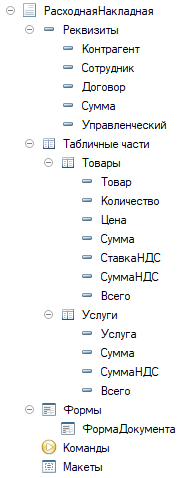 РасходнаяНакладная
Реквизиты
Контрагент
Сотрудник
Договор
Сумма
Управленческий
Табличные части
Товары
Товар
Количество
Цена
Сумма
СтавкаНДС
СуммаНДС
Всего
Услуги
Услуга
Сумма
СуммаНДС
Всего
Формы
ФормаДокумента
Команды
Макеты